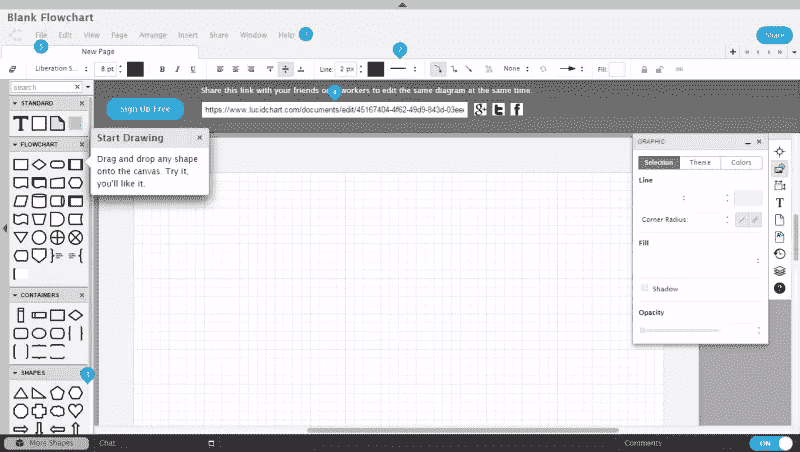 Blank Flowchart
File Edit View Page Arrange Insert Share Window Help
Share
New Page
Liberation S... 8 pt B I U Line: 2 px None Fill:
search
Share this link with your friends or workers to edit the same diagram at the same time.
Sign Up Free
https://www.lucidchart.com/documents/edit/45167404-4f62-49d9-843d-03ee
STANDARD
T
Start Drawing
Drag and drop any shape
onto the canvas. Try it,
you'll like it.
FLOWCHART
CONTAINERS
SHAPES
GRAPHIC
Selection Theme Colors
Line
Corner Radius:
Fill
Shadow
Opacity
More Shapes Chat Comments ON